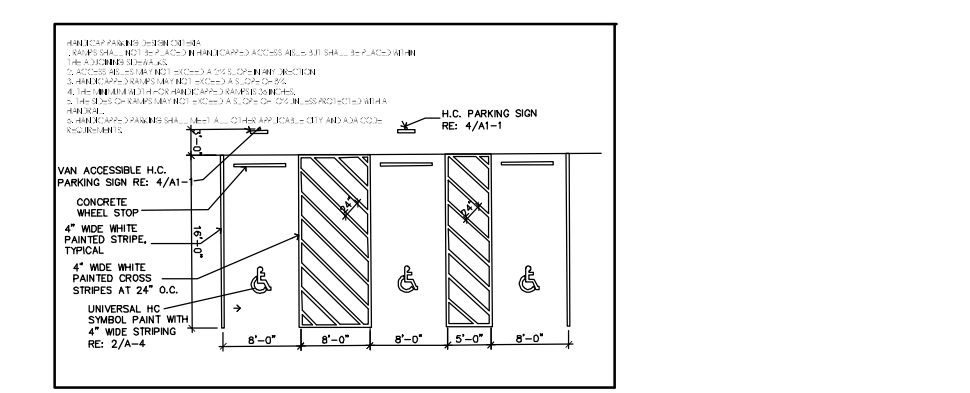 HANDICAP PARKING DESIGN CRITERIA
1. RAMPS SHALL NOT BE PLACED IN HANDICAPPED ACCESS AISLE, BUT SHALL BE PLACED WITHIN
THE ADJOINING SIDEWALKS.
2. ACCESS AISLES MAY NOT EXCEED A 2% SLOPE IN ANY DIRECTION
3. HANDICAPPED RAMPS MAY NOT EXCEED A SLOPE OF 8%.
4. THE MINIMUM WIDTH FOR HANDICAPPED RAMPS IS 36 INCHES.
5. THE SIDES OF RAMPS MAY NOT EXCEED A SLOPE OF 10% UNLESS PROTECTED WITH A
HANDRAIL.
6. HANDICAPPED PARKING SHALL MEET ALL OTHER APPLICABLE CITY AND ADA CODE
REQUIREMENTS.
H.C. PARKING SIGN
RE: 4/A1-1
VAN ACCESSIBLE H.C.
PARKING SIGN RE: 4/A1-1
CONCRETE
WHEEL STOP
4" WIDE WHITE
PAINTED STRIPE,
TYPICAL
16'-0"
24"
24"
4" WIDE WHITE
PAINTED CROSS
STRIPES AT 24" O.C.
UNIVERSAL HC
SYMBOL PAINT WITH
4" WIDE STRIPING
RE: 2/A-4
8'-0" 8'-0" 8'-0" 5'-0" 8'-0"